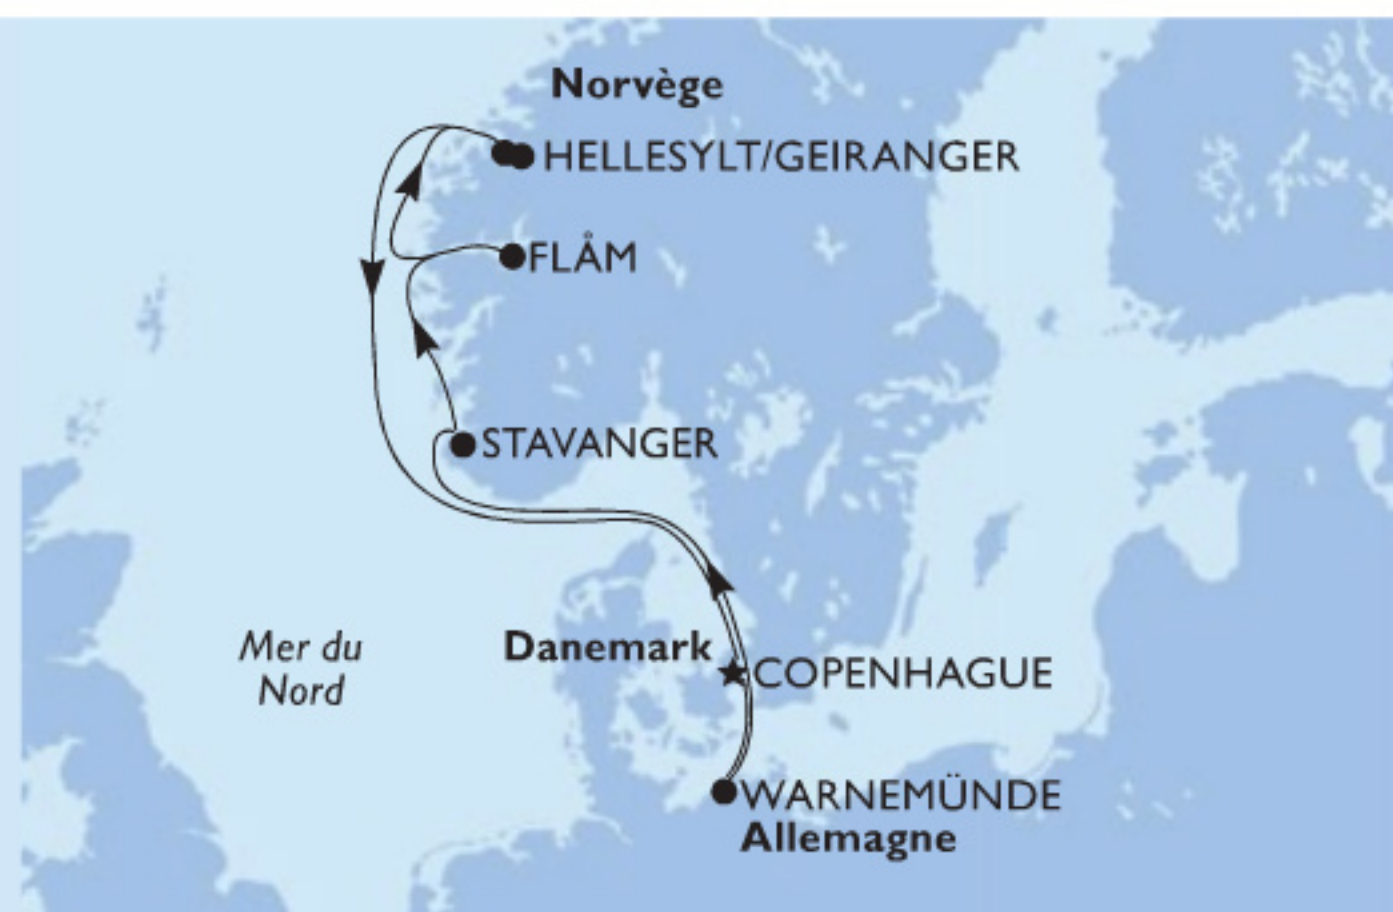 Norvège
HELLESYLT/GEIRANGER
FLÅM
STAVANGER
Mer du
Nord
Danemark
COPENHAGUE
WARNEMÜNDE
Allemagne